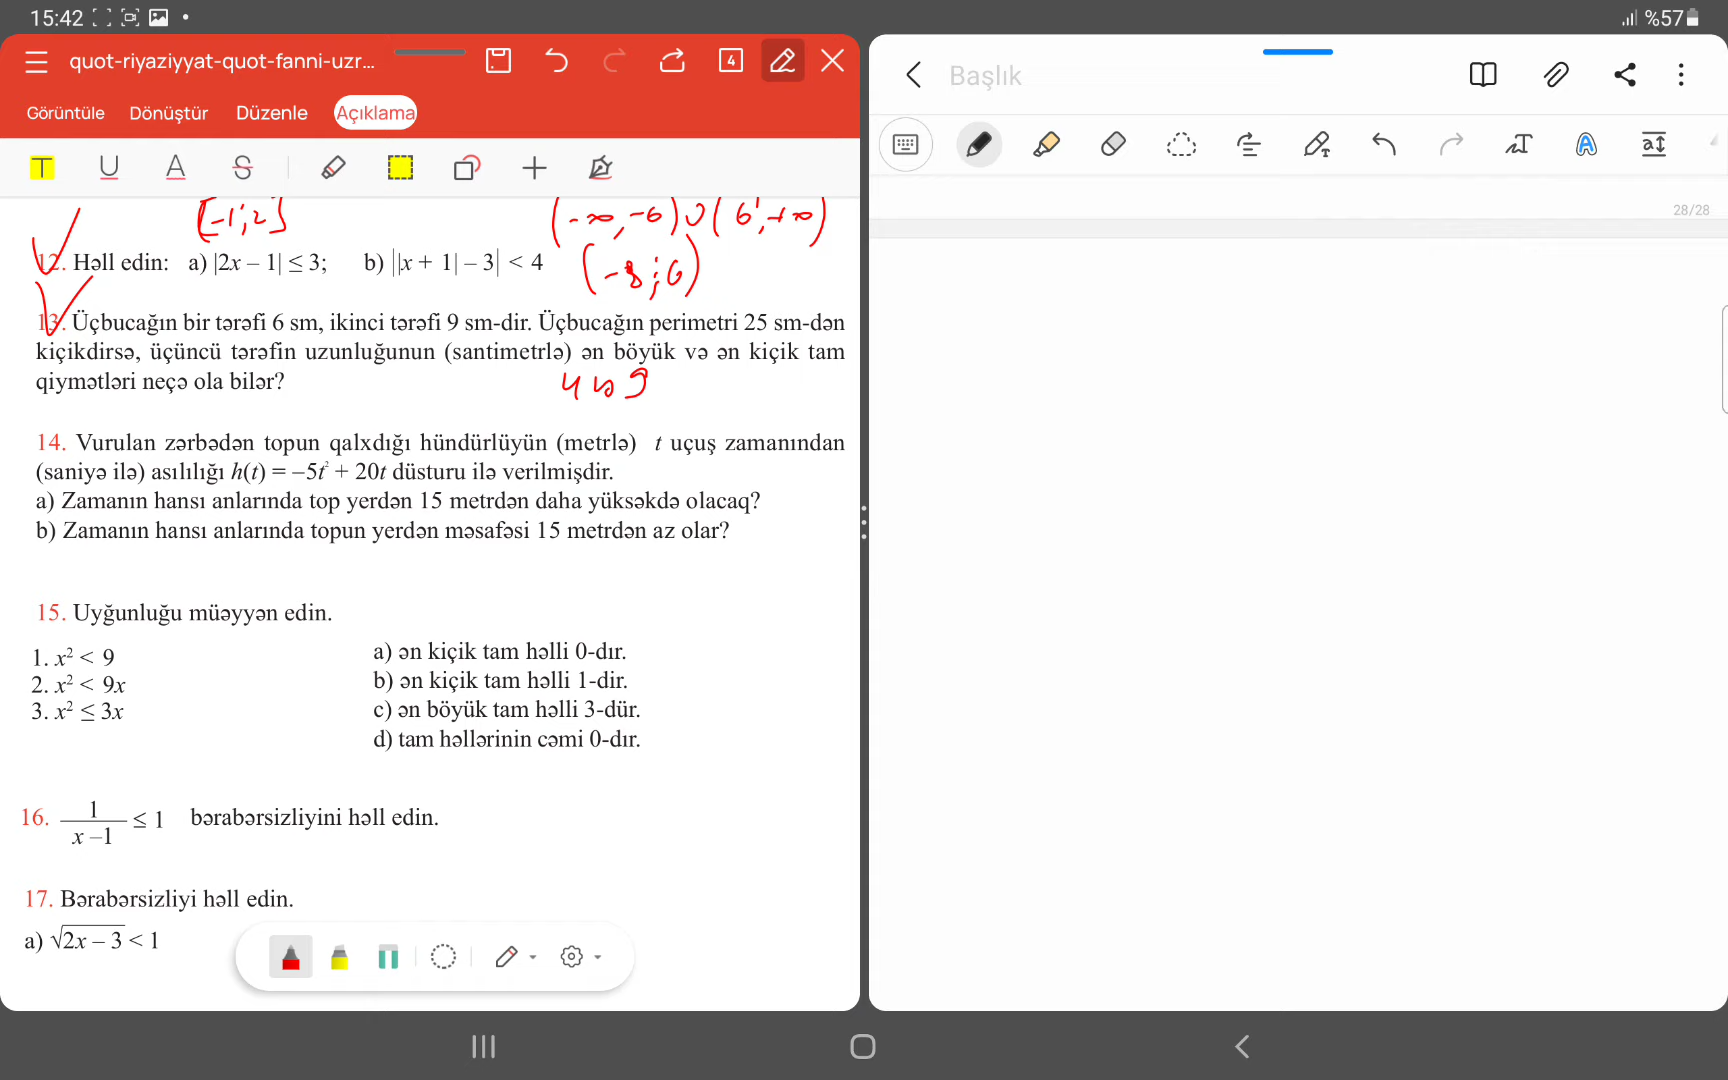 15:42
%57
quot-riyaziyyat-quot-fanni-uzr...
4
Görüntüle Dönüştür Düzenle Açıklama
T U A S
Başlık
28/28
[-1;2]
(-∞,-6)∪(6,+∞)
12. Həll edin: a) |2x – 1| ≤ 3; b) ||x + 1| – 3| < 4
(-8;6)
13. Üçbucağın bir tərəfi 6 sm, ikinci tərəfi 9 sm-dir. Üçbucağın perimetri 25 sm-dən
kiçikdirsə, üçüncü tərəfin uzunluğunun (santimetrlə) ən böyük və ən kiçik tam
qiymətləri neçə ola bilər?
4 və 9
14. Vurulan zərbədən topun qalxdığı hündürlüyün (metrlə) t uçuş zamanından
(saniyə ilə) asılılığı h(t) = –5t² + 20t düsturu ilə verilmişdir.
a) Zamanın hansı anlarında top yerdən 15 metrdən daha yüksəkdə olacaq?
b) Zamanın hansı anlarında topun yerdən məsafəsi 15 metrdən az olar?
15. Uyğunluğu müəyyən edin.
1. x² < 9
2. x² < 9x
3. x² ≤ 3x
a) ən kiçik tam həlli 0-dır.
b) ən kiçik tam həlli 1-dir.
c) ən böyük tam həlli 3-dür.
d) tam həllərinin cəmi 0-dır.
16. 1/(x –1) ≤ 1 bərabərsizliyini həll edin.
17. Bərabərsizliyi həll edin.
a) √(2x – 3) < 1